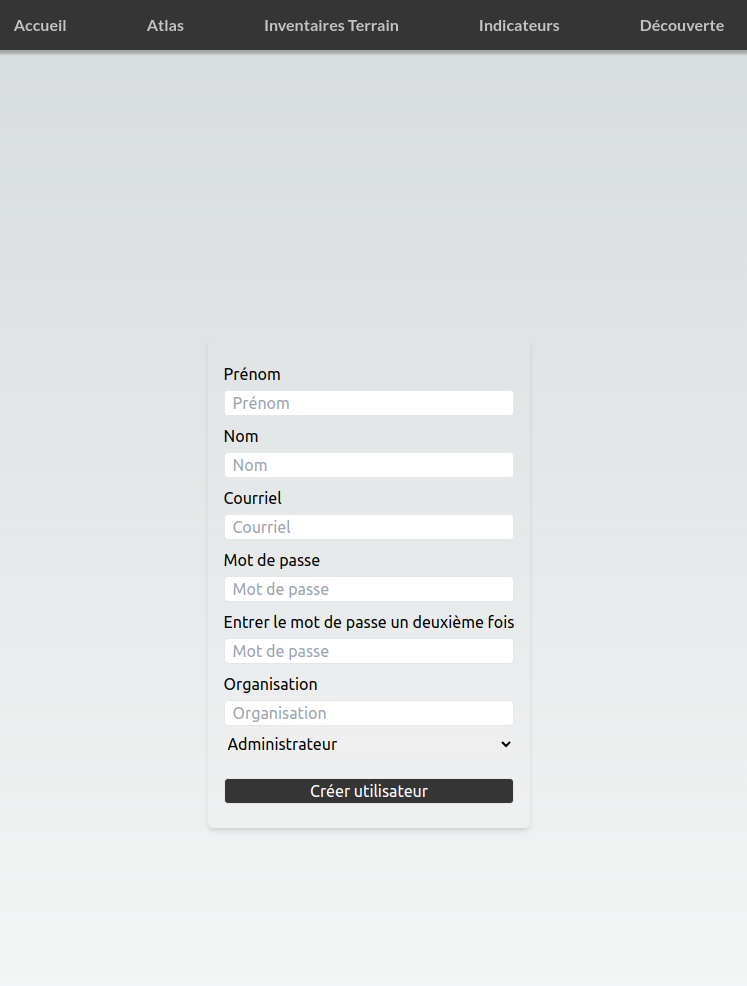 Accueil Atlas Inventaires Terrain Indicateurs Découverte
Prénom
Prénom
Nom
Nom
Courriel
Courriel
Mot de passe
Mot de passe
Entrer le mot de passe un deuxième fois
Mot de passe
Organisation
Organisation
Administrateur
Créer utilisateur